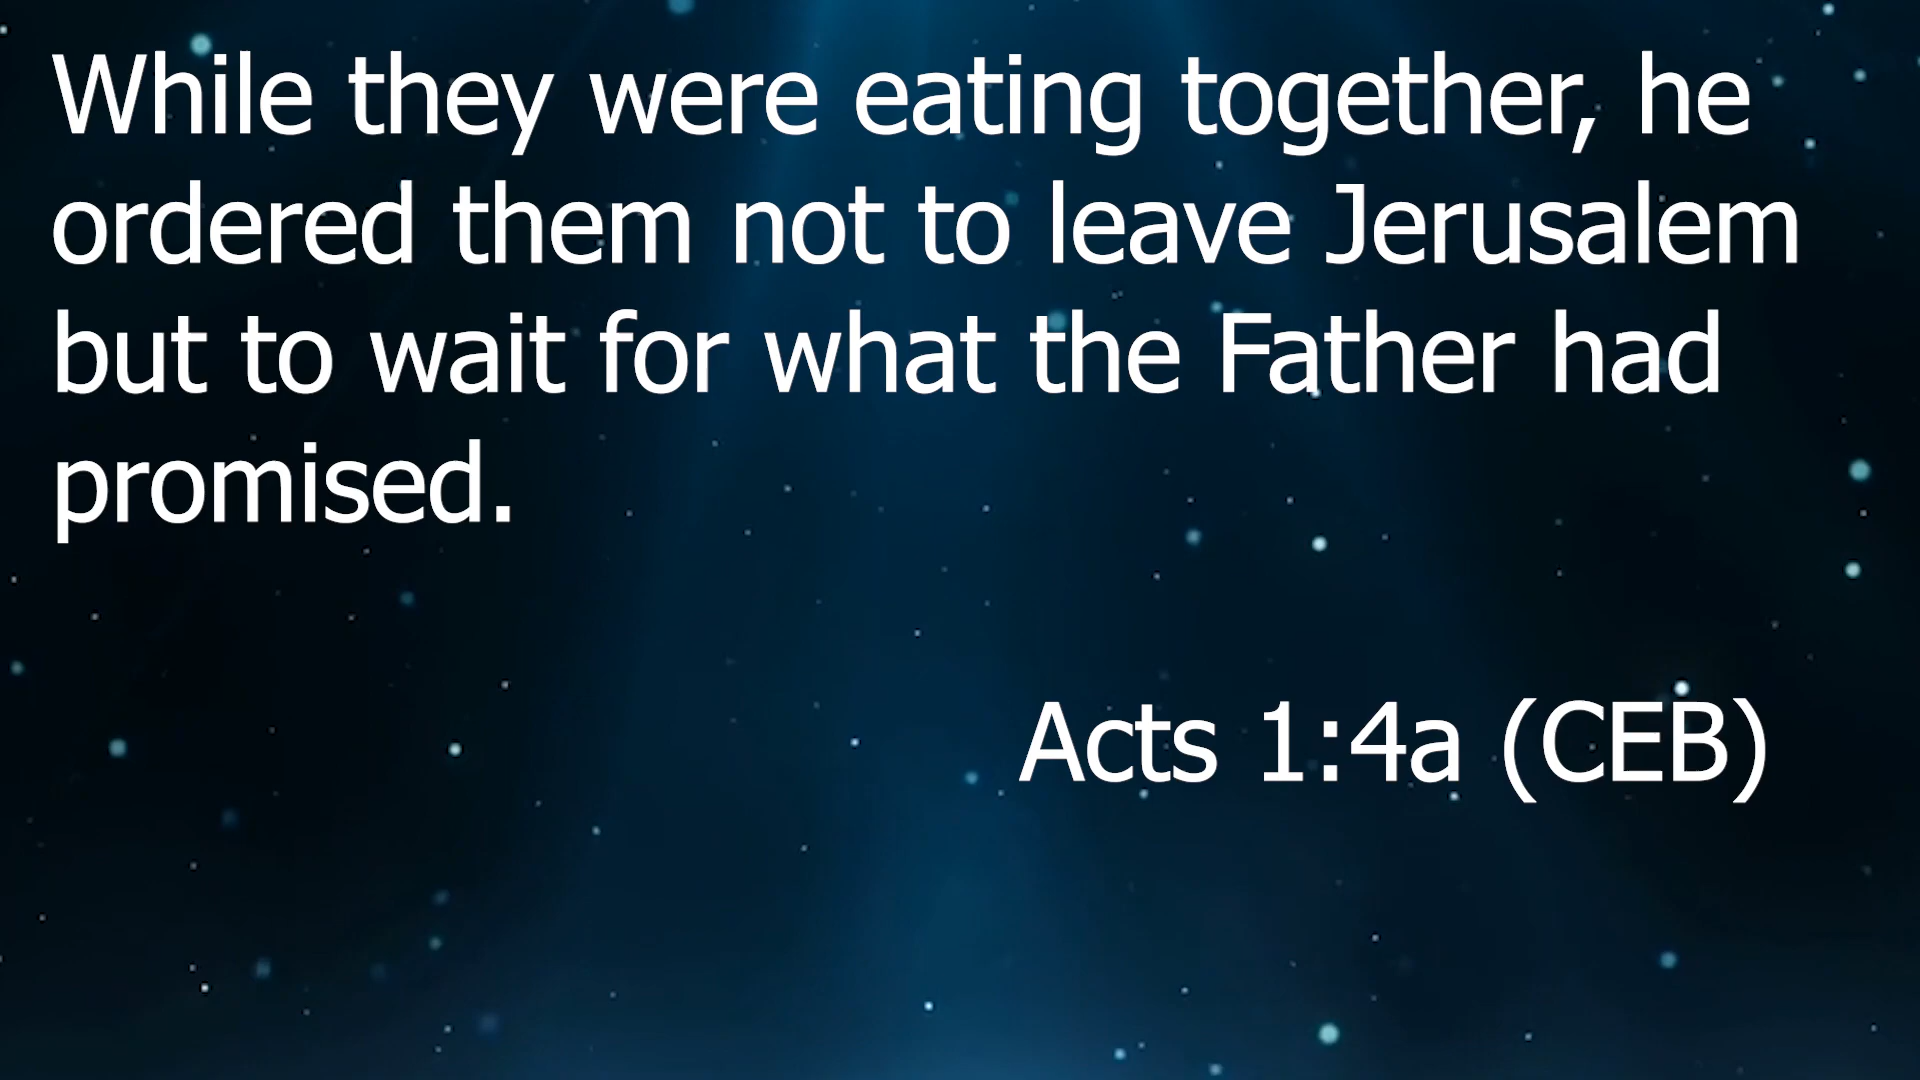 While they were eating together, he
ordered them not to leave Jerusalem
but to wait for what the Father had
promised.
Acts 1:4a (CEB)